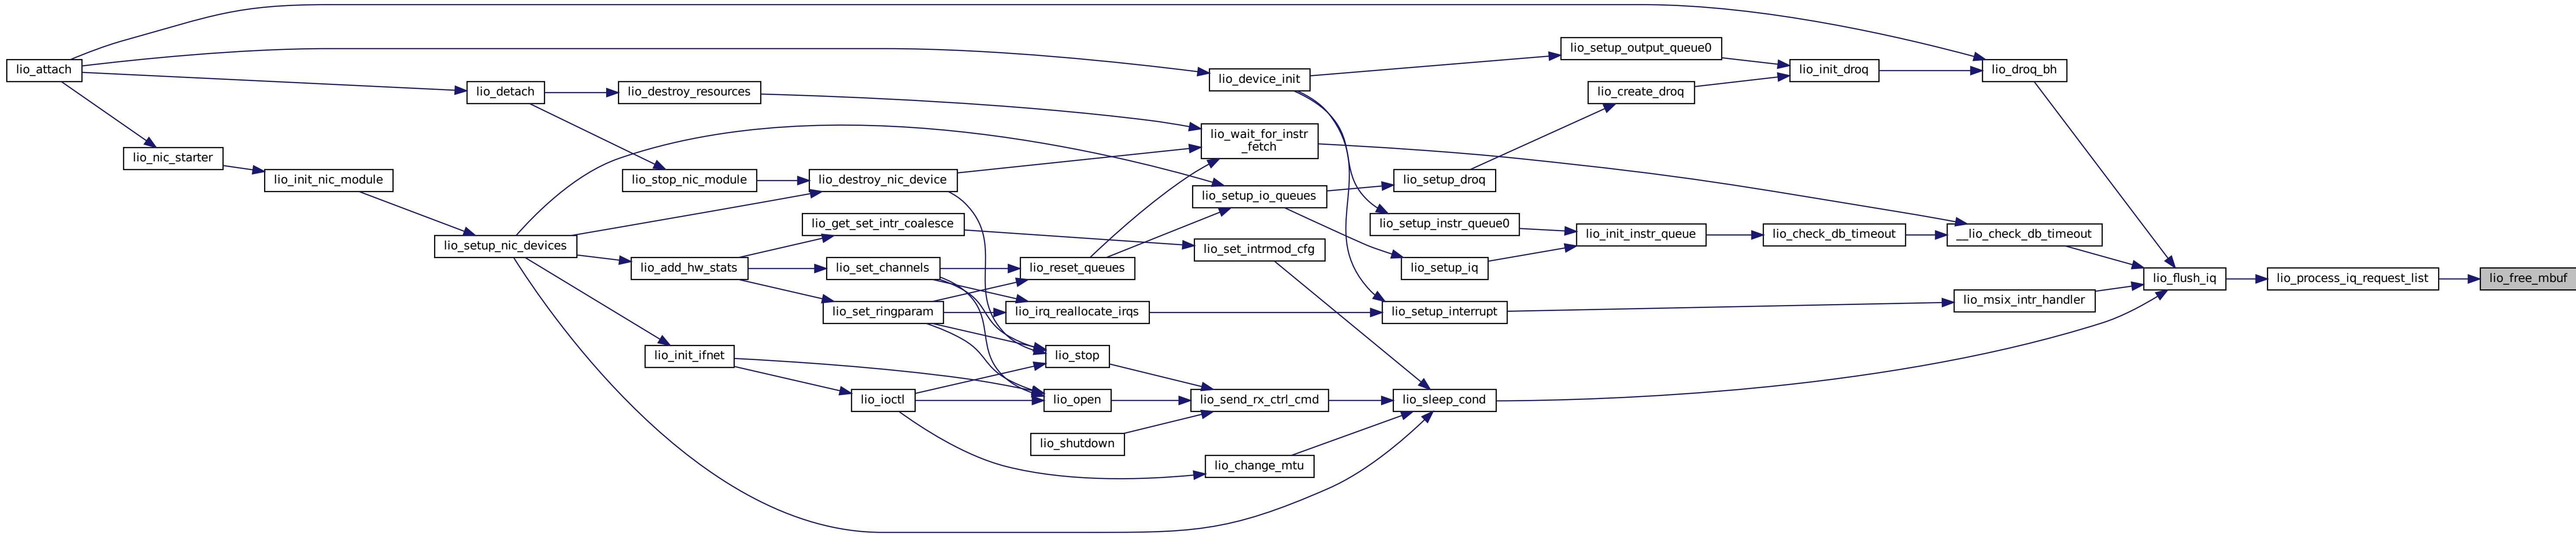 lio_attach
lio_nic_starter
lio_init_nic_module
lio_detach
lio_setup_nic_devices
lio_destroy_resources
lio_stop_nic_module
lio_add_hw_stats
lio_init_ifnet
lio_destroy_nic_device
lio_get_set_intr_coalesce
lio_set_channels
lio_set_ringparam
lio_ioctl
lio_reset_queues
lio_irq_reallocate_irqs
lio_stop
lio_open
lio_shutdown
lio_device_init
lio_wait_for_instr
_fetch
lio_setup_io_queues
lio_set_intrmod_cfg
lio_send_rx_ctrl_cmd
lio_change_mtu
lio_setup_droq
lio_setup_instr_queue0
lio_setup_iq
lio_setup_interrupt
lio_sleep_cond
lio_setup_output_queue0
lio_create_droq
lio_init_instr_queue
lio_init_droq
lio_check_db_timeout
lio_droq_bh
__lio_check_db_timeout
lio_msix_intr_handler
lio_flush_iq
lio_process_iq_request_list
lio_free_mbuf